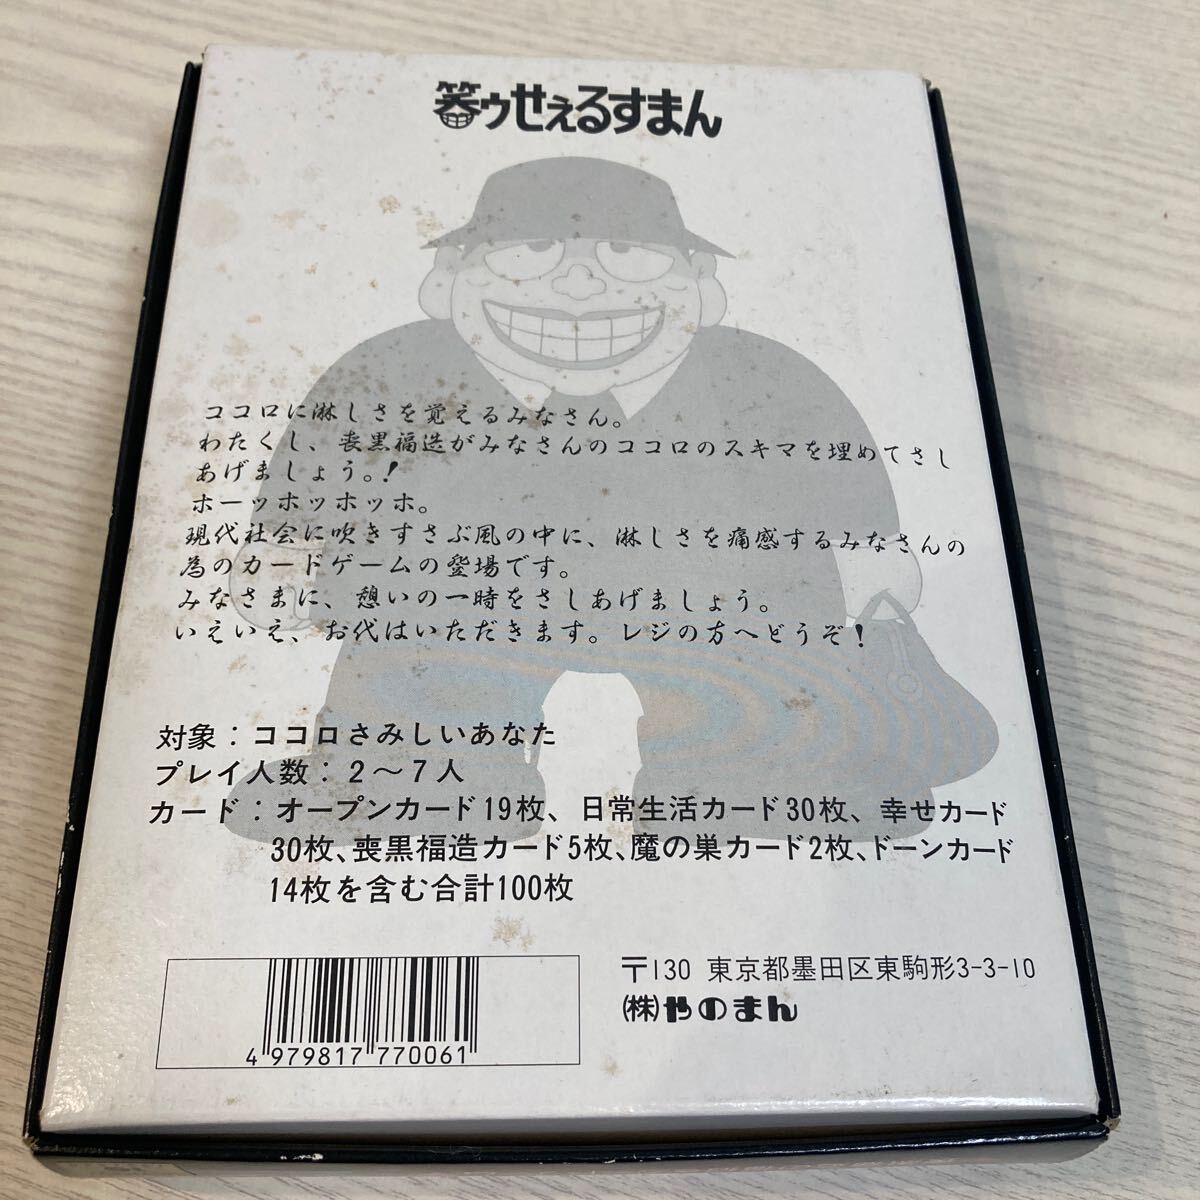 笑ゥせぇるすまん
ココロに淋しさを覚えるみなさん。
わたくし、喪黒福造がみなさんのココロのスキマを埋めてさし
あげましょう。！
ホーッホッホッホ。
現代社会に吹きすさぶ風の中に、淋しさを痛感するみなさんの
為のカードゲームの登場です。
みなさまに、憩いの一時をさしあげましょう。
いえいえ、お代はいただきます。レジの方へどうぞ！
対象：ココロさみしいあなた
プレイ人数：２～７人
カード：オープンカード19枚、日常生活カード30枚、幸せカード
30枚、喪黒福造カード5枚、魔の巣カード2枚、ドーンカード
14枚を含む合計100枚
〒130 東京都墨田区東駒形3-3-10
㈱やのまん
4 979817 770061